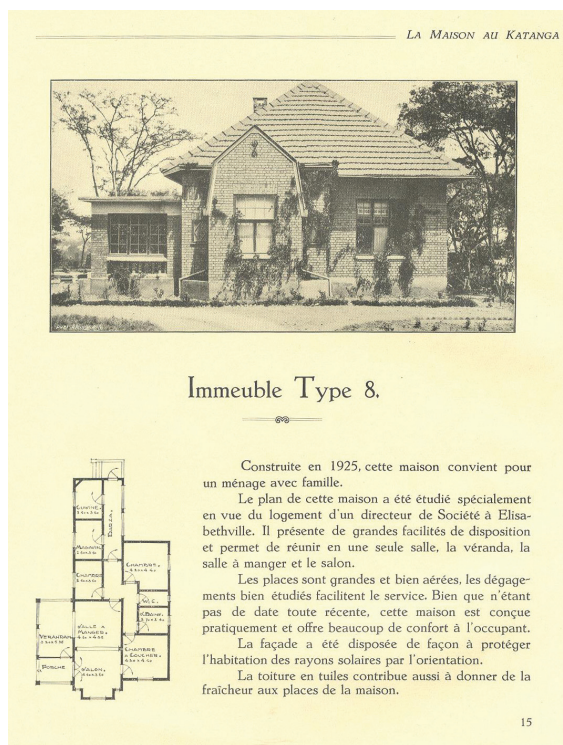 LA MAISON AU KATANGA
Immeuble Type 8.
Construite en 1925, cette maison convient pour
un ménage avec famille.
Le plan de cette maison a été étudié spécialement
en vue du logement d'un directeur de Société à Elisa-
bethville. Il présente de grandes facilités de disposition
et permet de réunir en une seule salle, la véranda, la
salle à manger et le salon.
Les places sont grandes et bien aérées, les dégage-
ments bien étudiés facilitent le service. Bien que n'étant
pas de date toute récente, cette maison est conçue
pratiquement et offre beaucoup de confort à l'occupant.
La façade a été disposée de façon à protéger
l'habitation des rayons solaires par l'orientation.
La toiture en tuiles contribue aussi à donner de la
fraîcheur aux places de la maison.
CUISINE
CHAMBRE
CHAMBRE
W.C.
SALLE A
MANGER
VERANDAH
CHAMBRE
A COUCHER
PORCHE
SALON
15